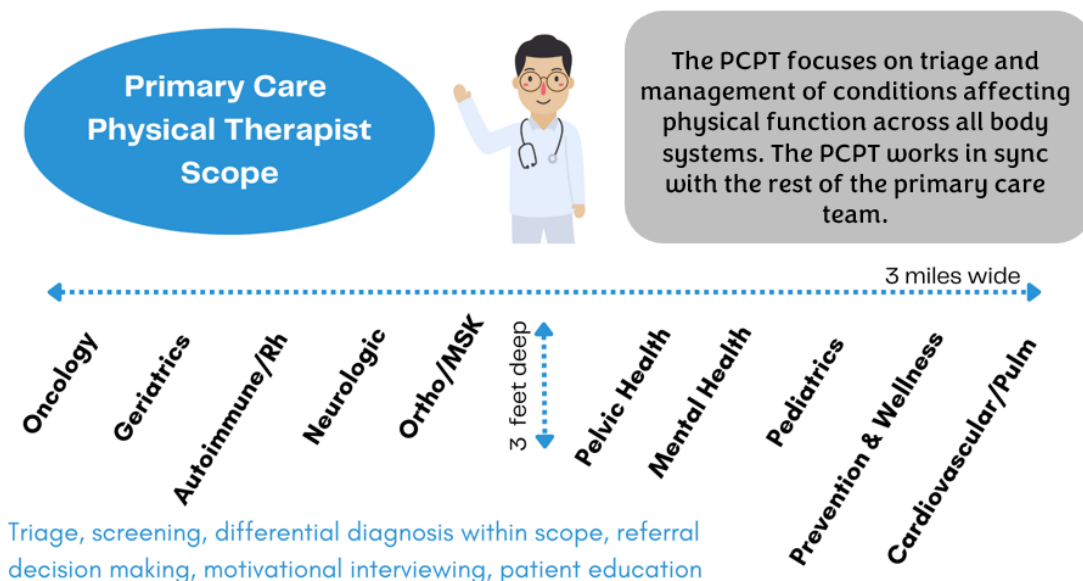 Primary Care
Physical Therapist
Scope
The PCPT focuses on triage and
management of conditions affecting
physical function across all body
systems. The PCPT works in sync
with the rest of the primary care
team.
3 miles wide
Oncology
Geriatrics
Autoimmune/Rh
Neurologic
Ortho/MSK
3 feet deep
Pelvic Health
Mental Health
Pediatrics
Prevention & Wellness
Cardiovascular/Pulm
Triage, screening, differential diagnosis within scope, referral
decision making, motivational interviewing, patient education